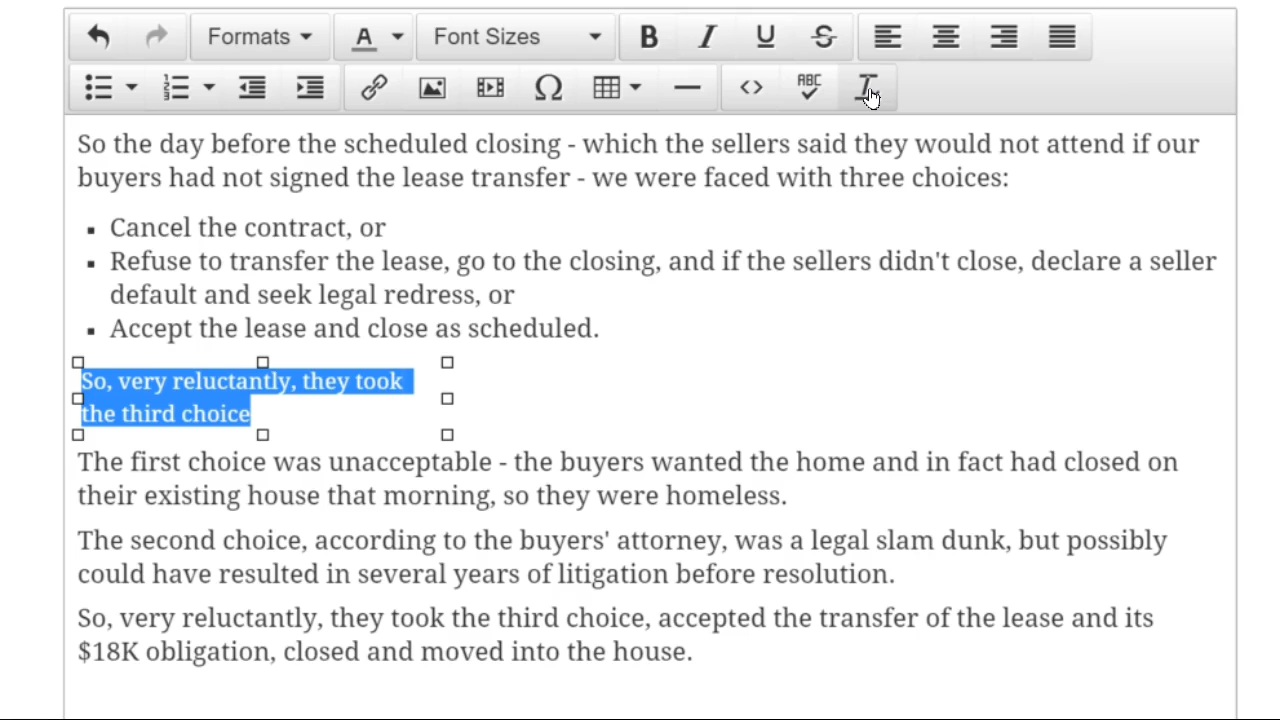 Formats A Font Sizes B I U S
Ω <> ABC
So the day before the scheduled closing - which the sellers said they would not attend if our
buyers had not signed the lease transfer - we were faced with three choices:
▪ Cancel the contract, or
▪ Refuse to transfer the lease, go to the closing, and if the sellers didn't close, declare a seller
default and seek legal redress, or
▪ Accept the lease and close as scheduled.
So, very reluctantly, they took
the third choice
The first choice was unacceptable - the buyers wanted the home and in fact had closed on
their existing house that morning, so they were homeless.
The second choice, according to the buyers' attorney, was a legal slam dunk, but possibly
could have resulted in several years of litigation before resolution.
So, very reluctantly, they took the third choice, accepted the transfer of the lease and its
$18K obligation, closed and moved into the house.